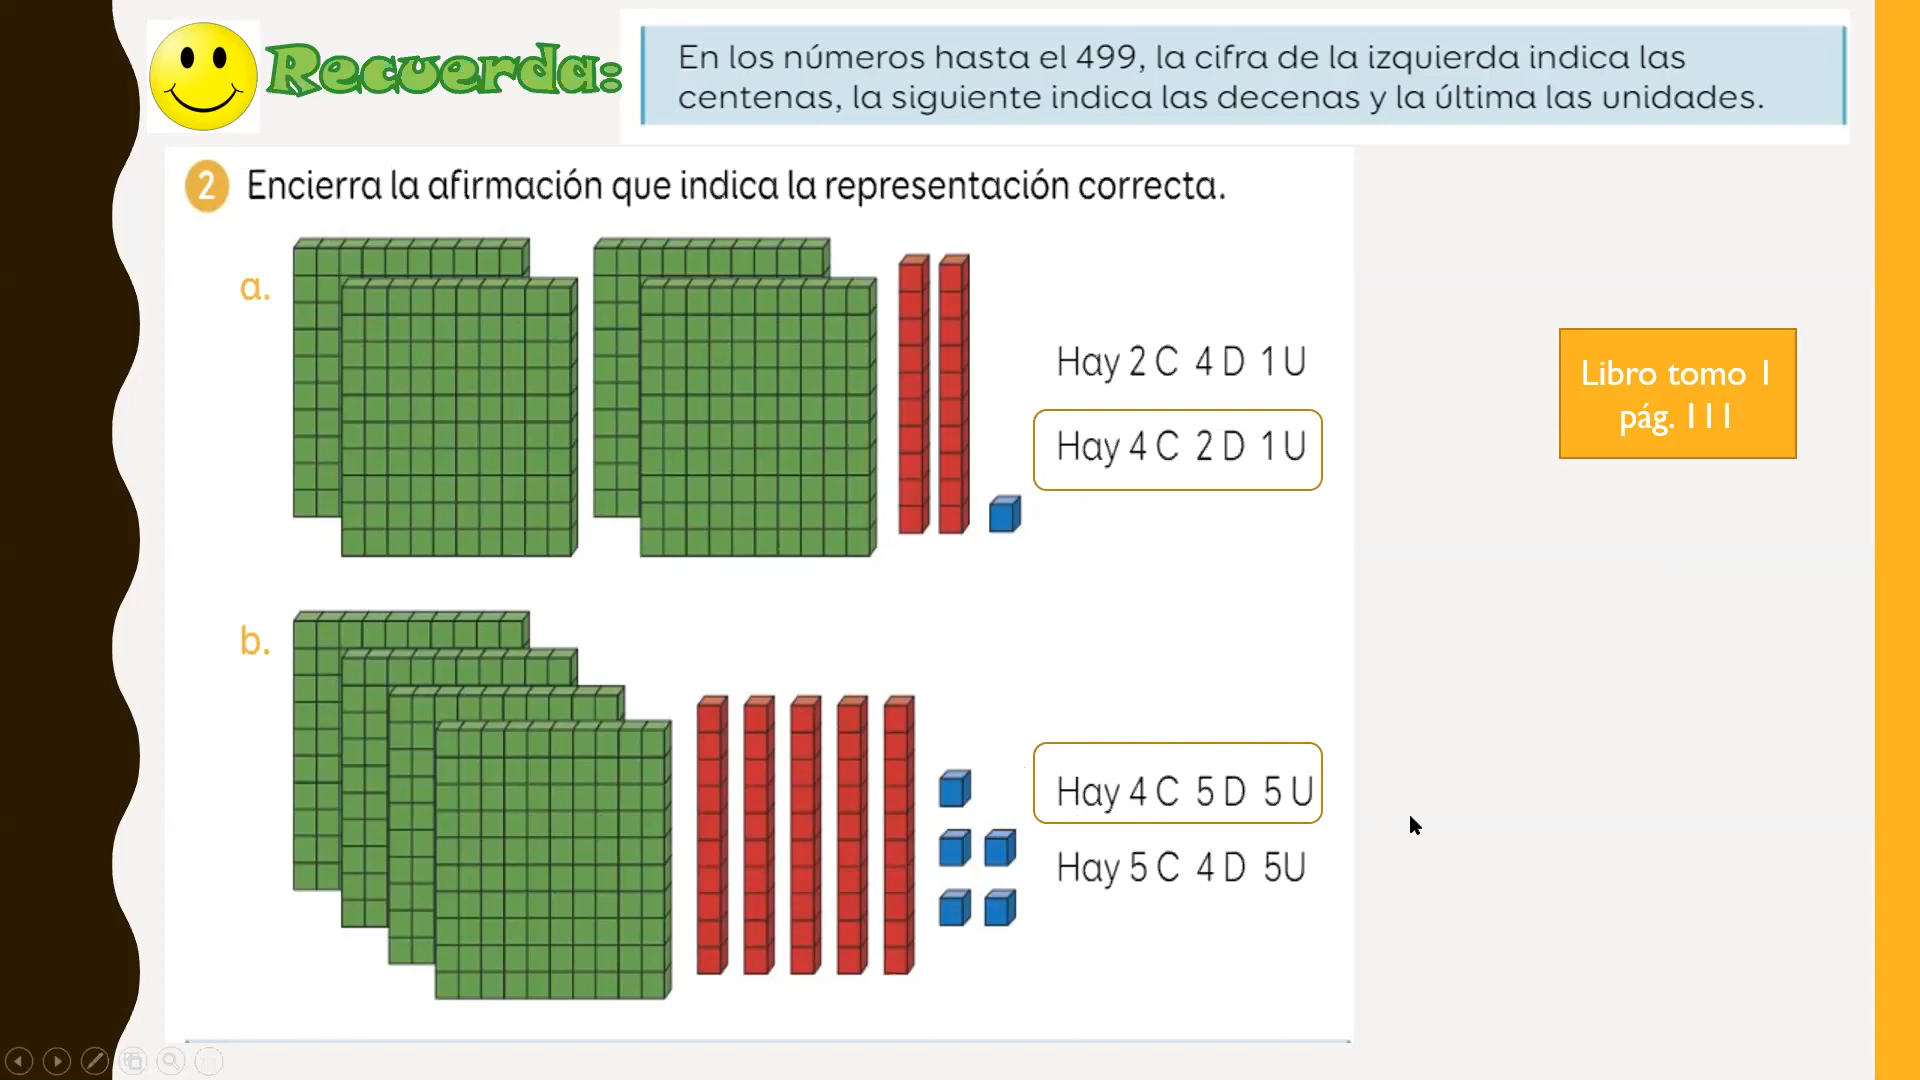 Recuerda:
En los números hasta el 499, la cifra de la izquierda indica las
centenas, la siguiente indica las decenas y la última las unidades.
2 Encierra la afirmación que indica la representación correcta.
a.
Hay 2 C 4 D 1 U
Hay 4 C 2 D 1 U
Libro tomo 1
pág. 111
b.
Hay 4 C 5 D 5 U
Hay 5 C 4 D 5U